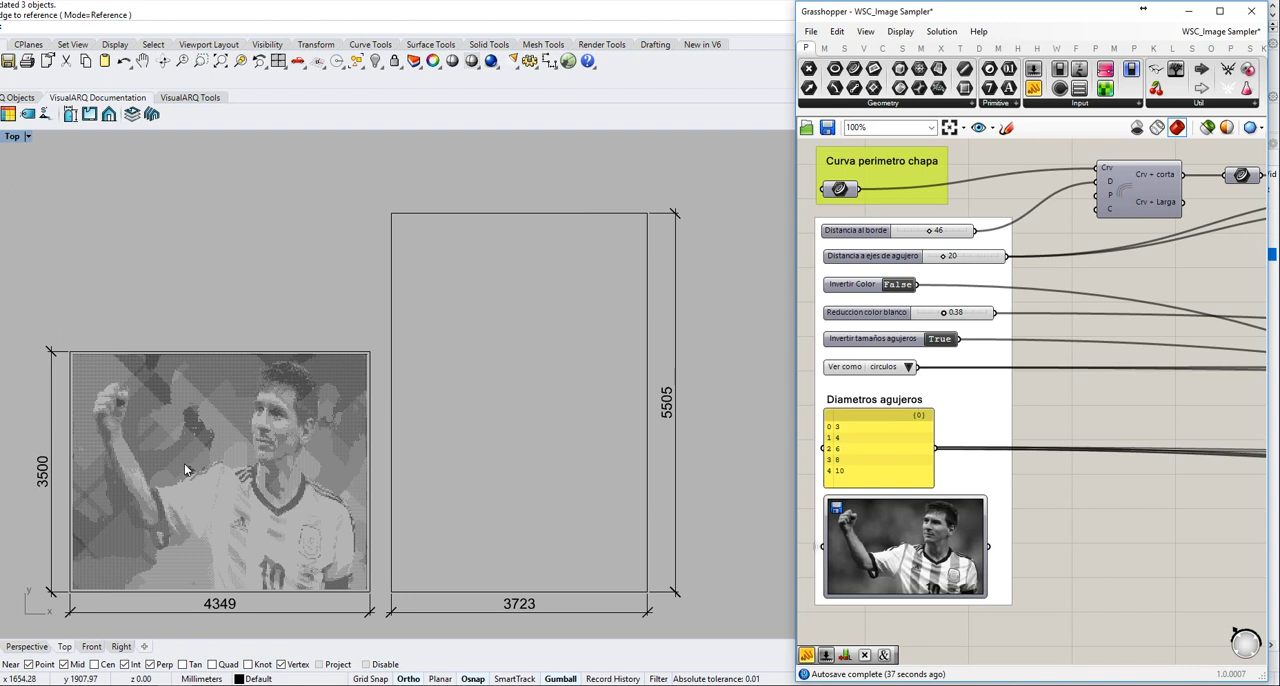 dated 3 objects.
dge to reference ( Mode=Reference )
CPlanes Set View Display Select Viewport Layout Visibility Transform Curve Tools Surface Tools Solid Tools Mesh Tools Render Tools Drafting New in V6
Objects VisualARQ Documentation VisualARQ Tools
Top
3500
4349
5505
3723
10
y
x
Perspective Top Front Right
Near Point Mid Cen Int Perp Tan Quad Knot Vertex Project Disable
x 1654.28 y 1907.97 z 0.00 Millimeters Default Grid Snap Ortho Planar Osnap SmartTrack Gumball Record History Filter Absolute tolerance: 0.01
Grasshopper - WSC_Image Sampler*
File Edit View Display Solution Help WSC_Image Sampler*
P M S V C S M I X D W H H E P S L P M K L P Y K L S O P
Geometry Primitive Input Util
100%
Curva perimetro chapa
Crv D P C Crv + corta Crv + Larga
Distancia al borde 46
Distancia a ejes de agujero 20
Invertir Color False
Reduccion color blanco 0.38
Invertir tamaños agujeros True
Ver como circulos
Diametros agujeros
{0}
0 3
1 4
2 6
3 8
4 10
10
Autosave complete (37 seconds ago) 1.0.0007